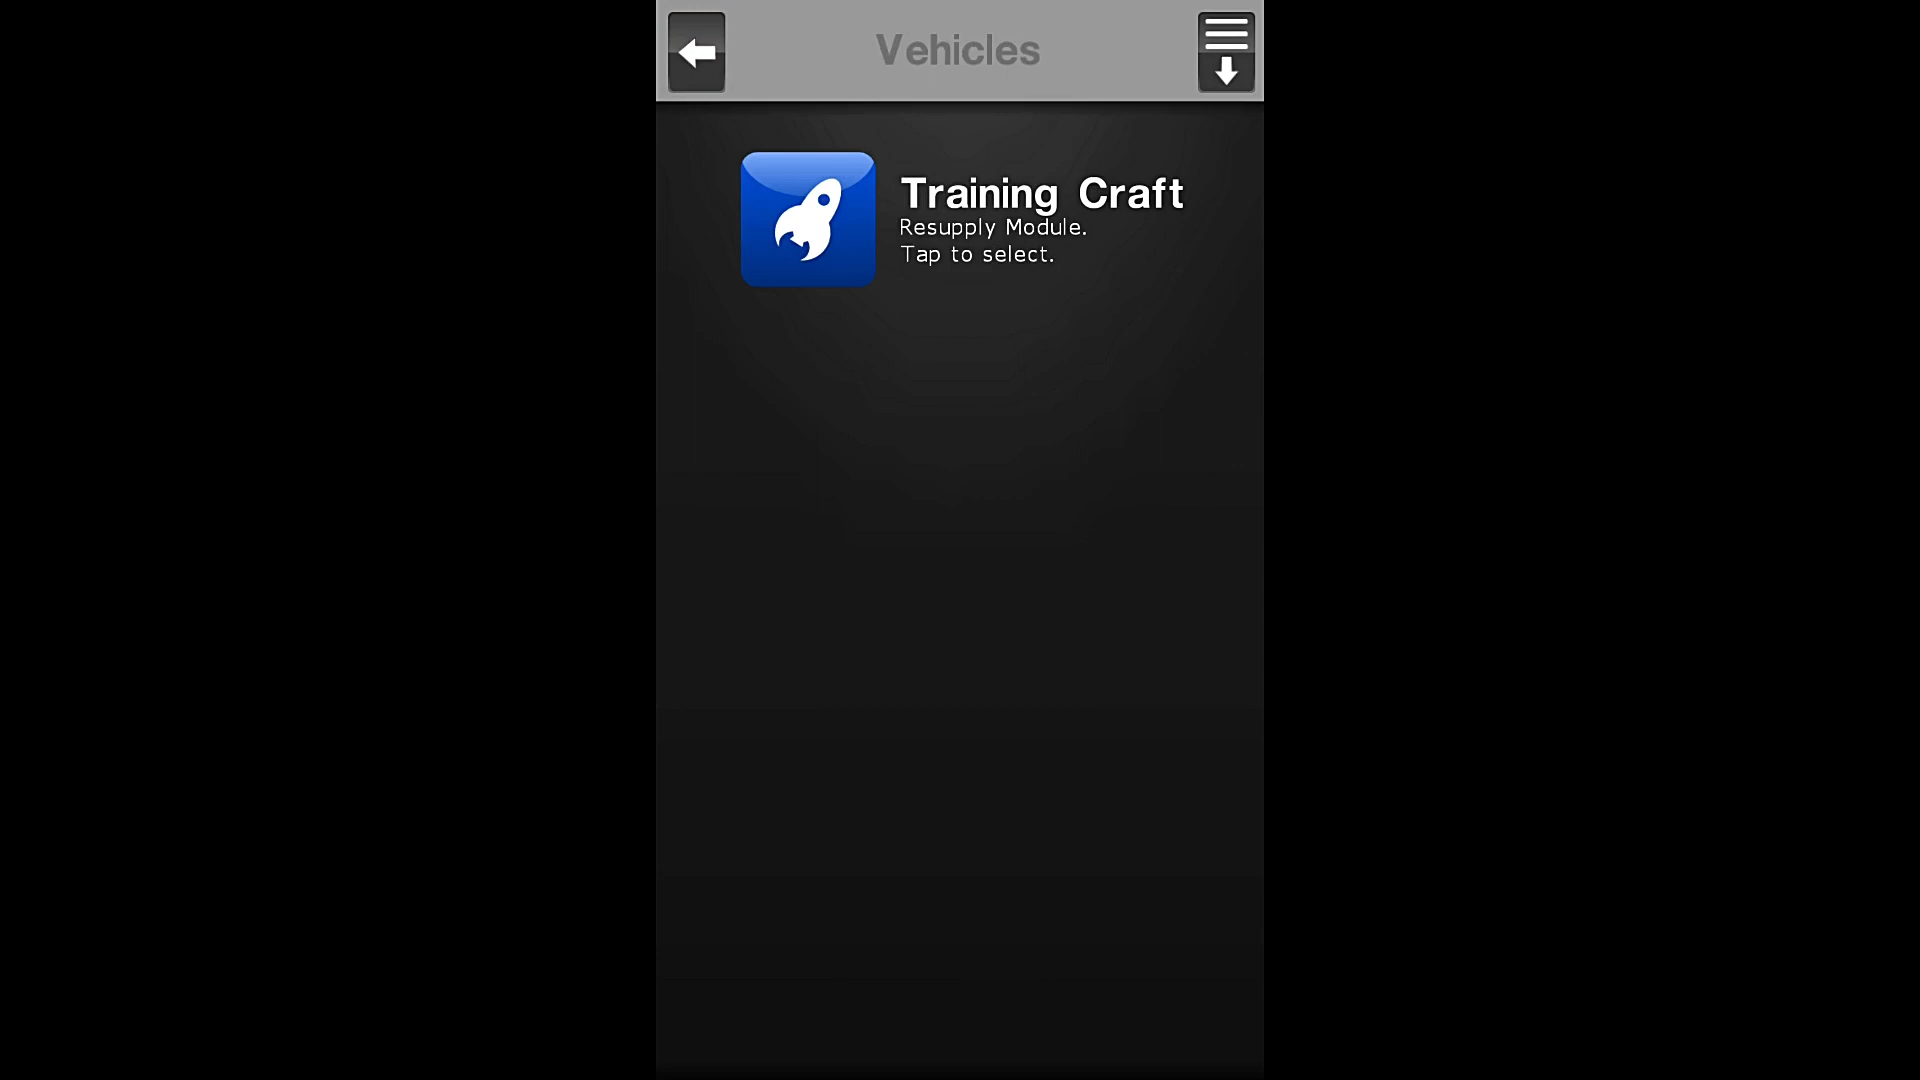 Vehicles
Training Craft
Resupply Module.
Tap to select.